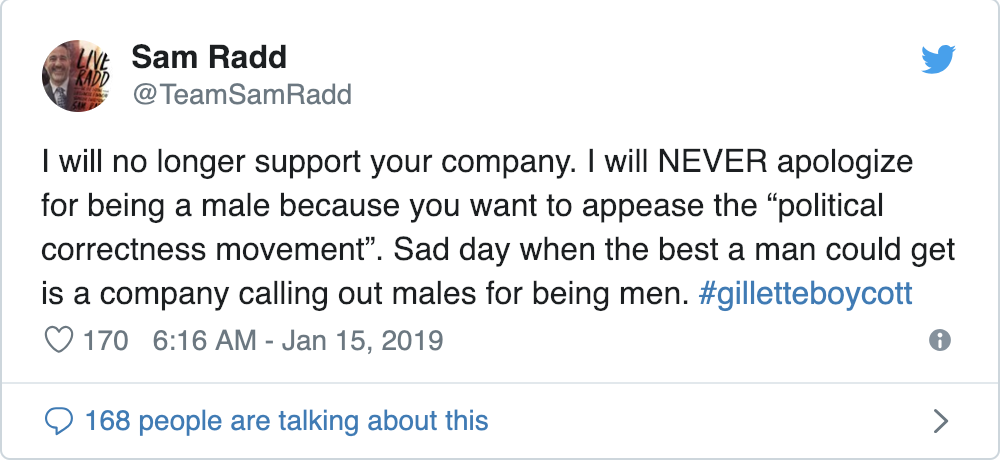 LIVE
RADD
Sam Radd
@TeamSamRadd
I will no longer support your company. I will NEVER apologize
for being a male because you want to appease the “political
correctness movement”. Sad day when the best a man could get
is a company calling out males for being men. #gilletteboycott
170 6:16 AM - Jan 15, 2019
168 people are talking about this